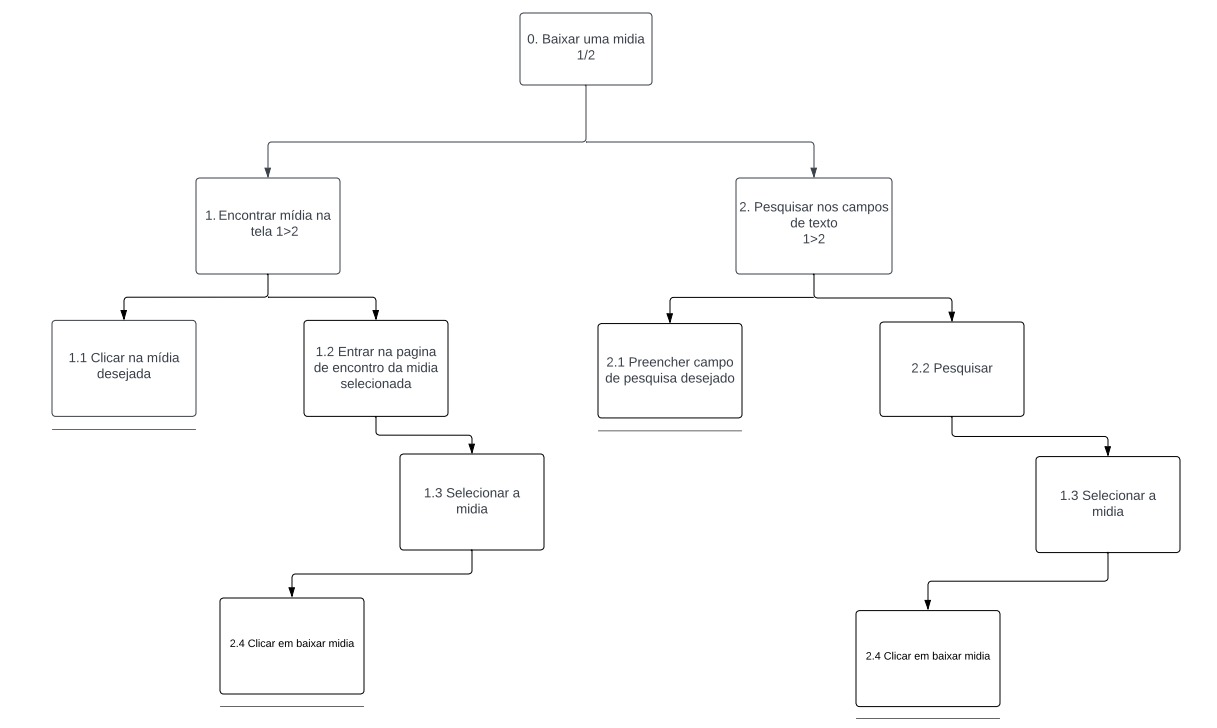 0. Baixar uma midia
1/2
1. Encontrar mídia na
tela 1>2
2. Pesquisar nos campos
de texto
1>2
1.1 Clicar na mídia
desejada
1.2 Entrar na pagina
de encontro da midia
selecionada
2.1 Preencher campo
de pesquisa desejado
2.2 Pesquisar
1.3 Selecionar a
midia
1.3 Selecionar a
midia
2.4 Clicar em baixar midia
2.4 Clicar em baixar midia